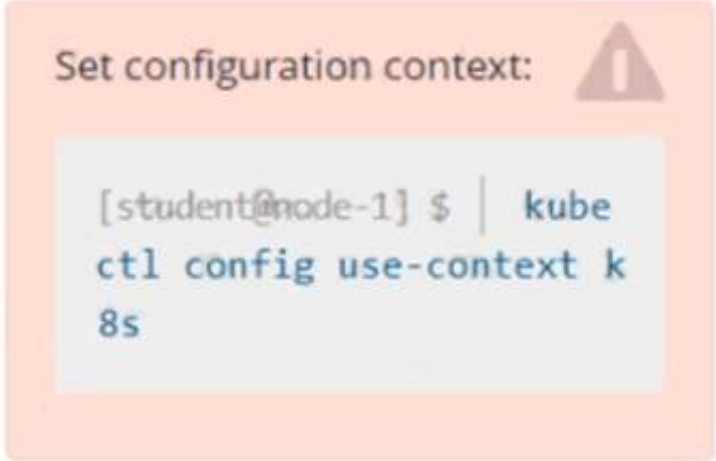 Set configuration context:
[student@node-1] $ | kube
ctl config use-context k
8s